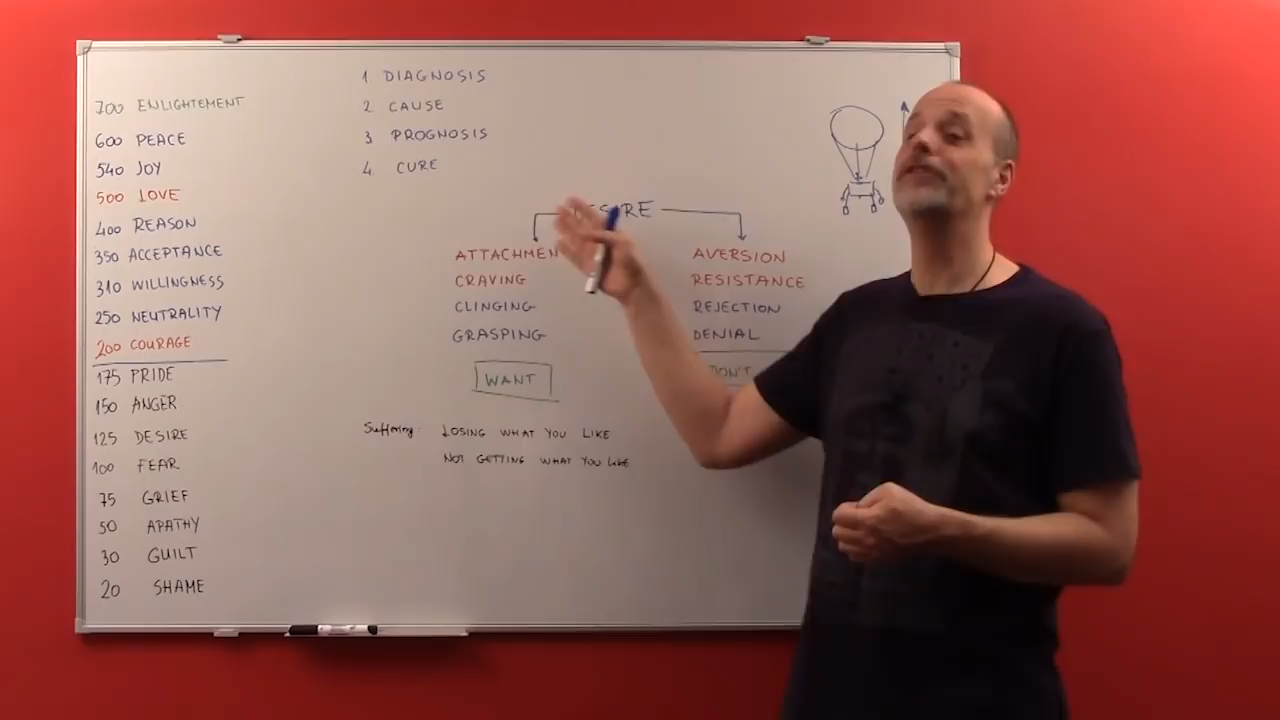 700 ENLIGHTEMENT
600 PEACE
540 JOY
500 LOVE
400 REASON
350 ACCEPTANCE
310 WILLINGNESS
250 NEUTRALITY
200 COURAGE
175 PRIDE
150 ANGER
125 DESIRE
100 FEAR
75 GRIEF
50 APATHY
30 GUILT
20 SHAME
1. DIAGNOSIS
2. CAUSE
3 PROGNOSIS
4. CURE
ATTACHMEN
CRAVING
CLINGING
GRASPING
WANT
AVERSION
RESISTANCE
REJECTION
DENIAL
DON'T
Suffering: LOSING WHAT YOU LIKE
NOT GETTING WHAT YOU LIKE